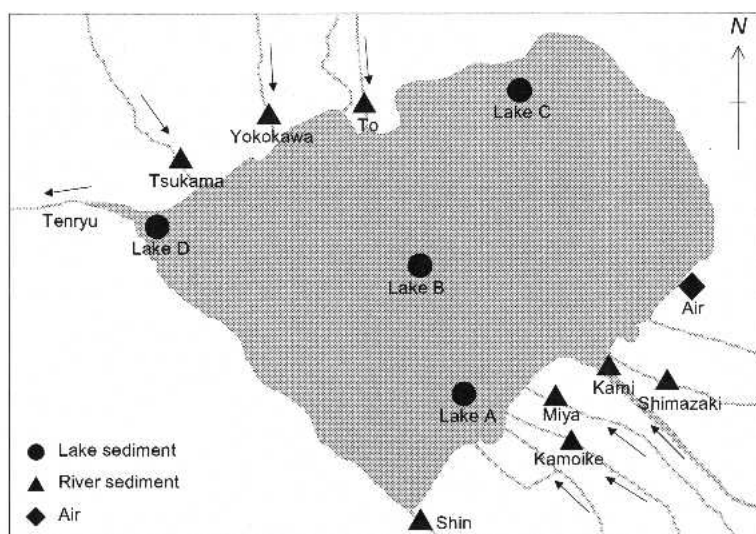 N
Lake C
To
Yokokawa
Tsukama
Tenryu
Lake D
Lake B
Air
Kami
Shimazaki
Lake A
Miya
Kamoike
Shin
Lake sediment
River sediment
Air